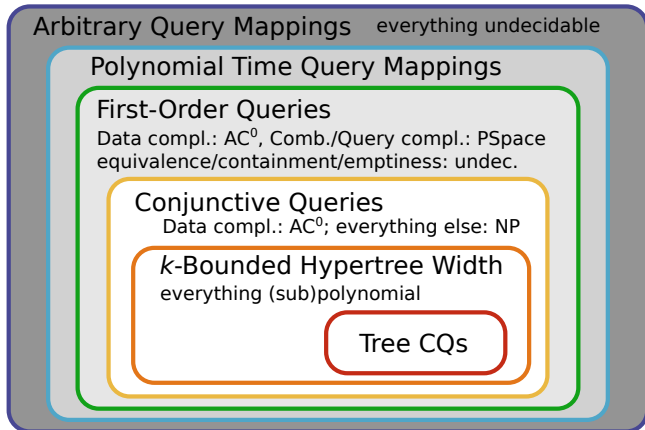 Arbitrary Query Mappings everything undecidable
Polynomial Time Query Mappings
First-Order Queries
Data compl.: AC⁰, Comb./Query compl.: PSpace
equivalence/containment/emptiness: undec.
Conjunctive Queries
Data compl.: AC⁰; everything else: NP
k-Bounded Hypertree Width
everything (sub)polynomial
Tree CQs